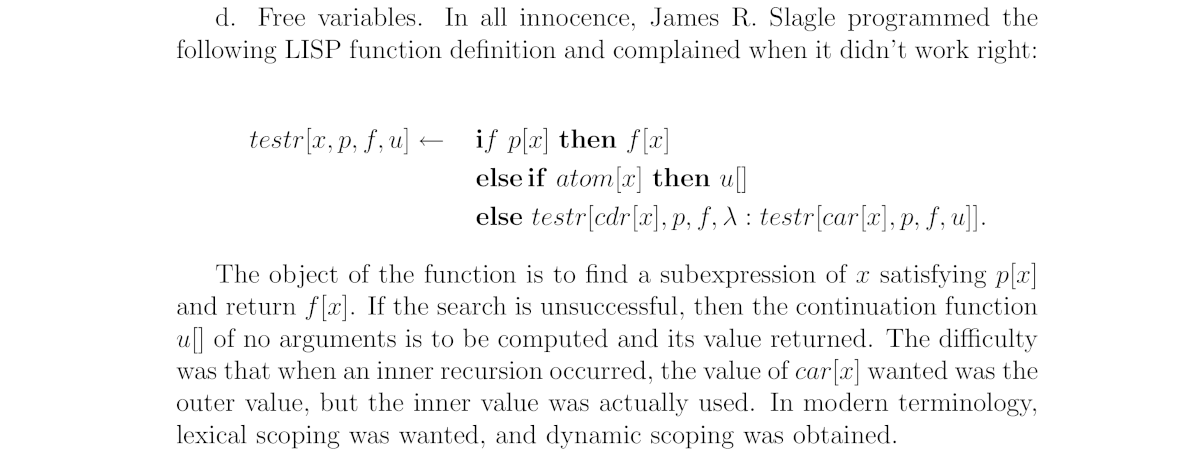 d. Free variables. In all innocence, James R. Slagle programmed the
following LISP function definition and complained when it didn't work right:
testr[x, p, f, u] ← if p[x] then f[x]
else if atom[x] then u[]
else testr[cdr[x], p, f, λ : testr[car[x], p, f, u]].
The object of the function is to find a subexpression of x satisfying p[x]
and return f[x]. If the search is unsuccessful, then the continuation function
u[] of no arguments is to be computed and its value returned. The difficulty
was that when an inner recursion occurred, the value of car[x] wanted was the
outer value, but the inner value was actually used. In modern terminology,
lexical scoping was wanted, and dynamic scoping was obtained.